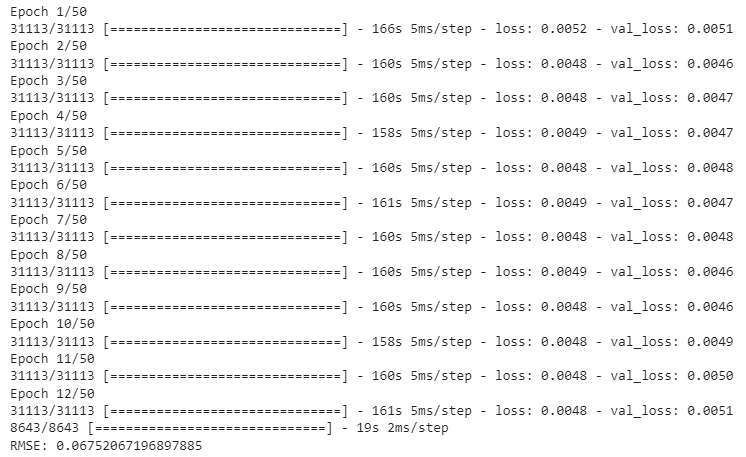 Epoch 1/50
31113/31113 [==============================] - 166s 5ms/step - loss: 0.0052 - val_loss: 0.0051
Epoch 2/50
31113/31113 [==============================] - 160s 5ms/step - loss: 0.0048 - val_loss: 0.0046
Epoch 3/50
31113/31113 [==============================] - 160s 5ms/step - loss: 0.0048 - val_loss: 0.0047
Epoch 4/50
31113/31113 [==============================] - 158s 5ms/step - loss: 0.0049 - val_loss: 0.0047
Epoch 5/50
31113/31113 [==============================] - 160s 5ms/step - loss: 0.0048 - val_loss: 0.0048
Epoch 6/50
31113/31113 [==============================] - 161s 5ms/step - loss: 0.0049 - val_loss: 0.0047
Epoch 7/50
31113/31113 [==============================] - 160s 5ms/step - loss: 0.0048 - val_loss: 0.0048
Epoch 8/50
31113/31113 [==============================] - 160s 5ms/step - loss: 0.0049 - val_loss: 0.0046
Epoch 9/50
31113/31113 [==============================] - 160s 5ms/step - loss: 0.0048 - val_loss: 0.0046
Epoch 10/50
31113/31113 [==============================] - 158s 5ms/step - loss: 0.0048 - val_loss: 0.0049
Epoch 11/50
31113/31113 [==============================] - 160s 5ms/step - loss: 0.0048 - val_loss: 0.0050
Epoch 12/50
31113/31113 [==============================] - 161s 5ms/step - loss: 0.0048 - val_loss: 0.0051
8643/8643 [==============================] - 19s 2ms/step
RMSE: 0.06752067196897885